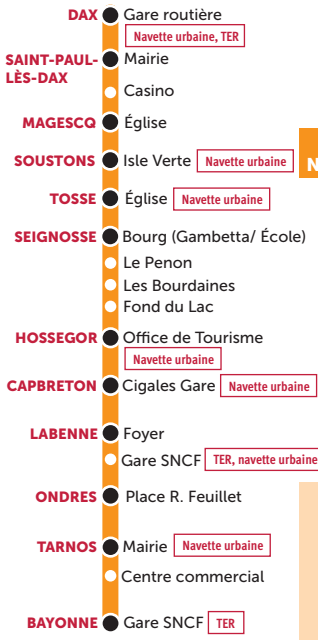 DAX Gare routière
Navette urbaine, TER
SAINT-PAUL- Mairie
LÈS-DAX
Casino
MAGESCQ Église
SOUSTONS Isle Verte Navette urbaine
N
TOSSE Église Navette urbaine
SEIGNOSSE Bourg (Gambetta/ École)
Le Penon
Les Bourdaines
Fond du Lac
HOSSEGOR Office de Tourisme
Navette urbaine
CAPBRETON Cigales Gare Navette urbaine
LABENNE Foyer
Gare SNCF TER, navette urbaine
ONDRES Place R. Feuillet
TARNOS Mairie Navette urbaine
Centre commercial
BAYONNE Gare SNCF TER